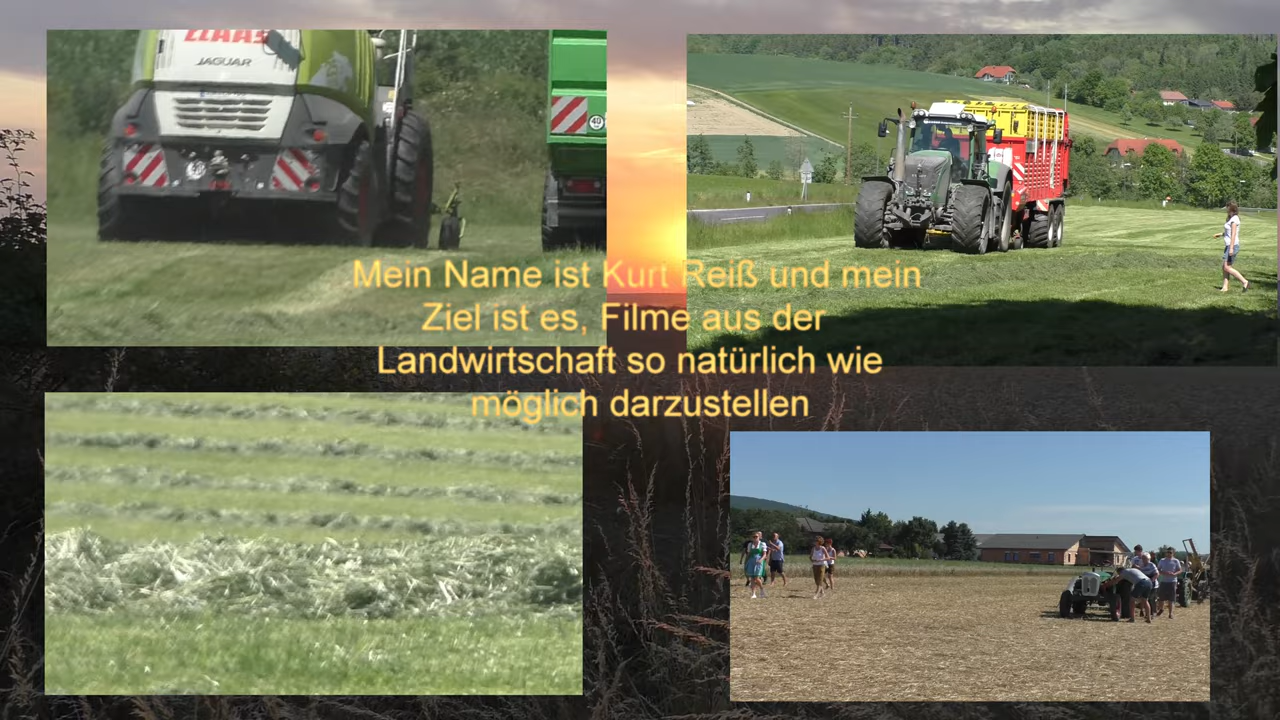 CLAAS
JAGUAR
40
Mein Name ist Kurt Reiß und mein
Ziel ist es, Filme aus der
Landwirtschaft so natürlich wie
möglich darzustellen